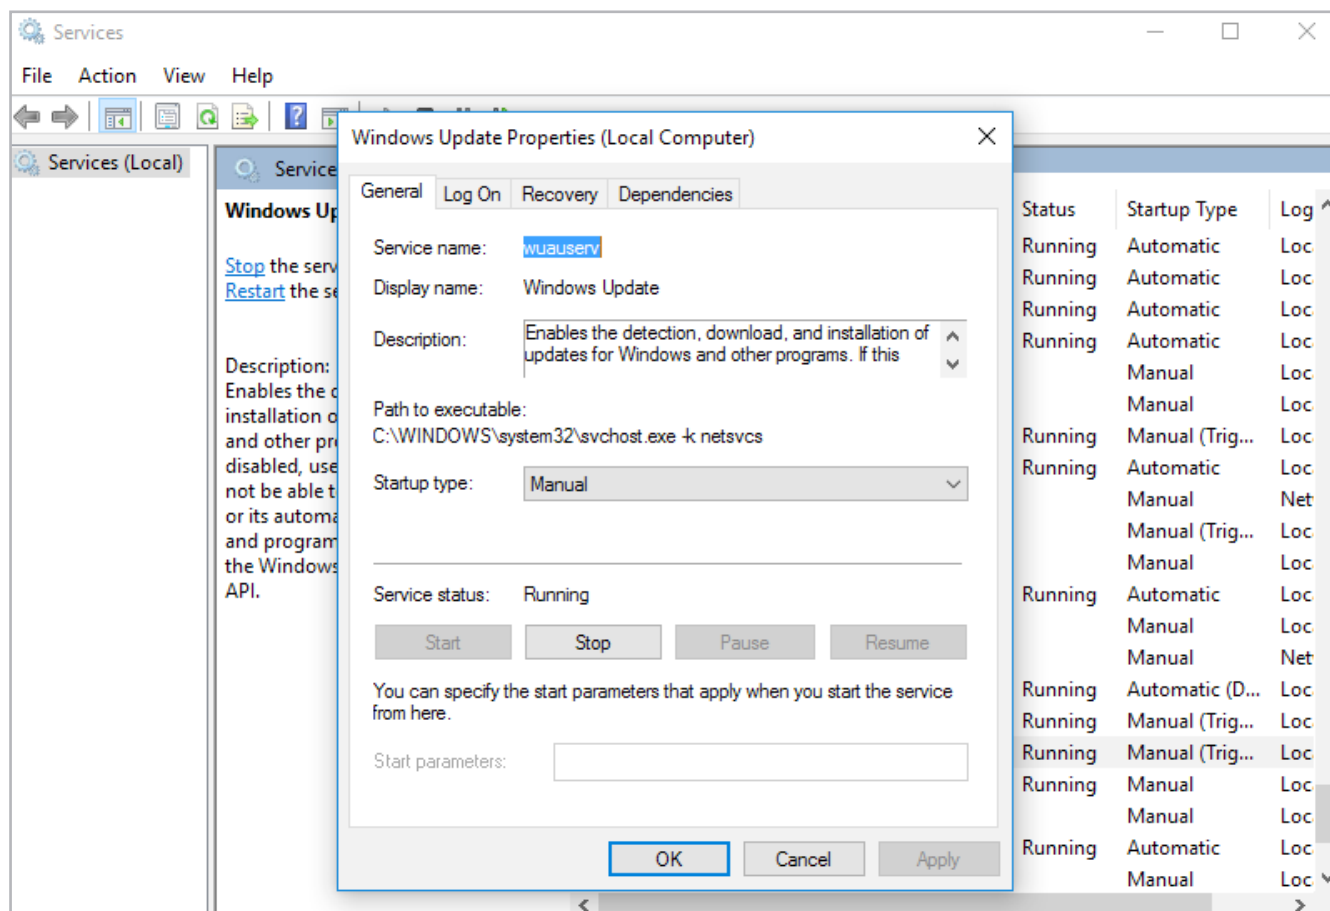 Services
File Action View Help
Services (Local)
Service
Windows Up
Stop the serv
Restart the se
Description:
Enables the d
installation o
and other pro
disabled, use
not be able t
or its automa
and program
the Windows
API.
Windows Update Properties (Local Computer)
General Log On Recovery Dependencies
Service name: wuauserv
Display name: Windows Update
Description: Enables the detection, download, and installation of
updates for Windows and other programs. If this
Path to executable:
C:\WINDOWS\system32\svchost.exe -k netsvcs
Startup type: Manual
Service status: Running
Start Stop Pause Resume
You can specify the start parameters that apply when you start the service
from here.
Start parameters:
OK Cancel Apply
Status Startup Type Log
Running Automatic Loc
Running Automatic Loc
Running Automatic Loc
Running Automatic Loc
Manual Loc
Manual Loc
Running Manual (Trig... Loc
Running Automatic Loc
Manual Net
Manual (Trig... Loc
Manual Loc
Running Automatic Loc
Manual Loc
Manual Net
Running Automatic (D... Loc
Running Manual (Trig... Loc
Running Manual (Trig... Loc
Running Manual Loc
Manual Loc
Running Automatic Loc
Manual Loc